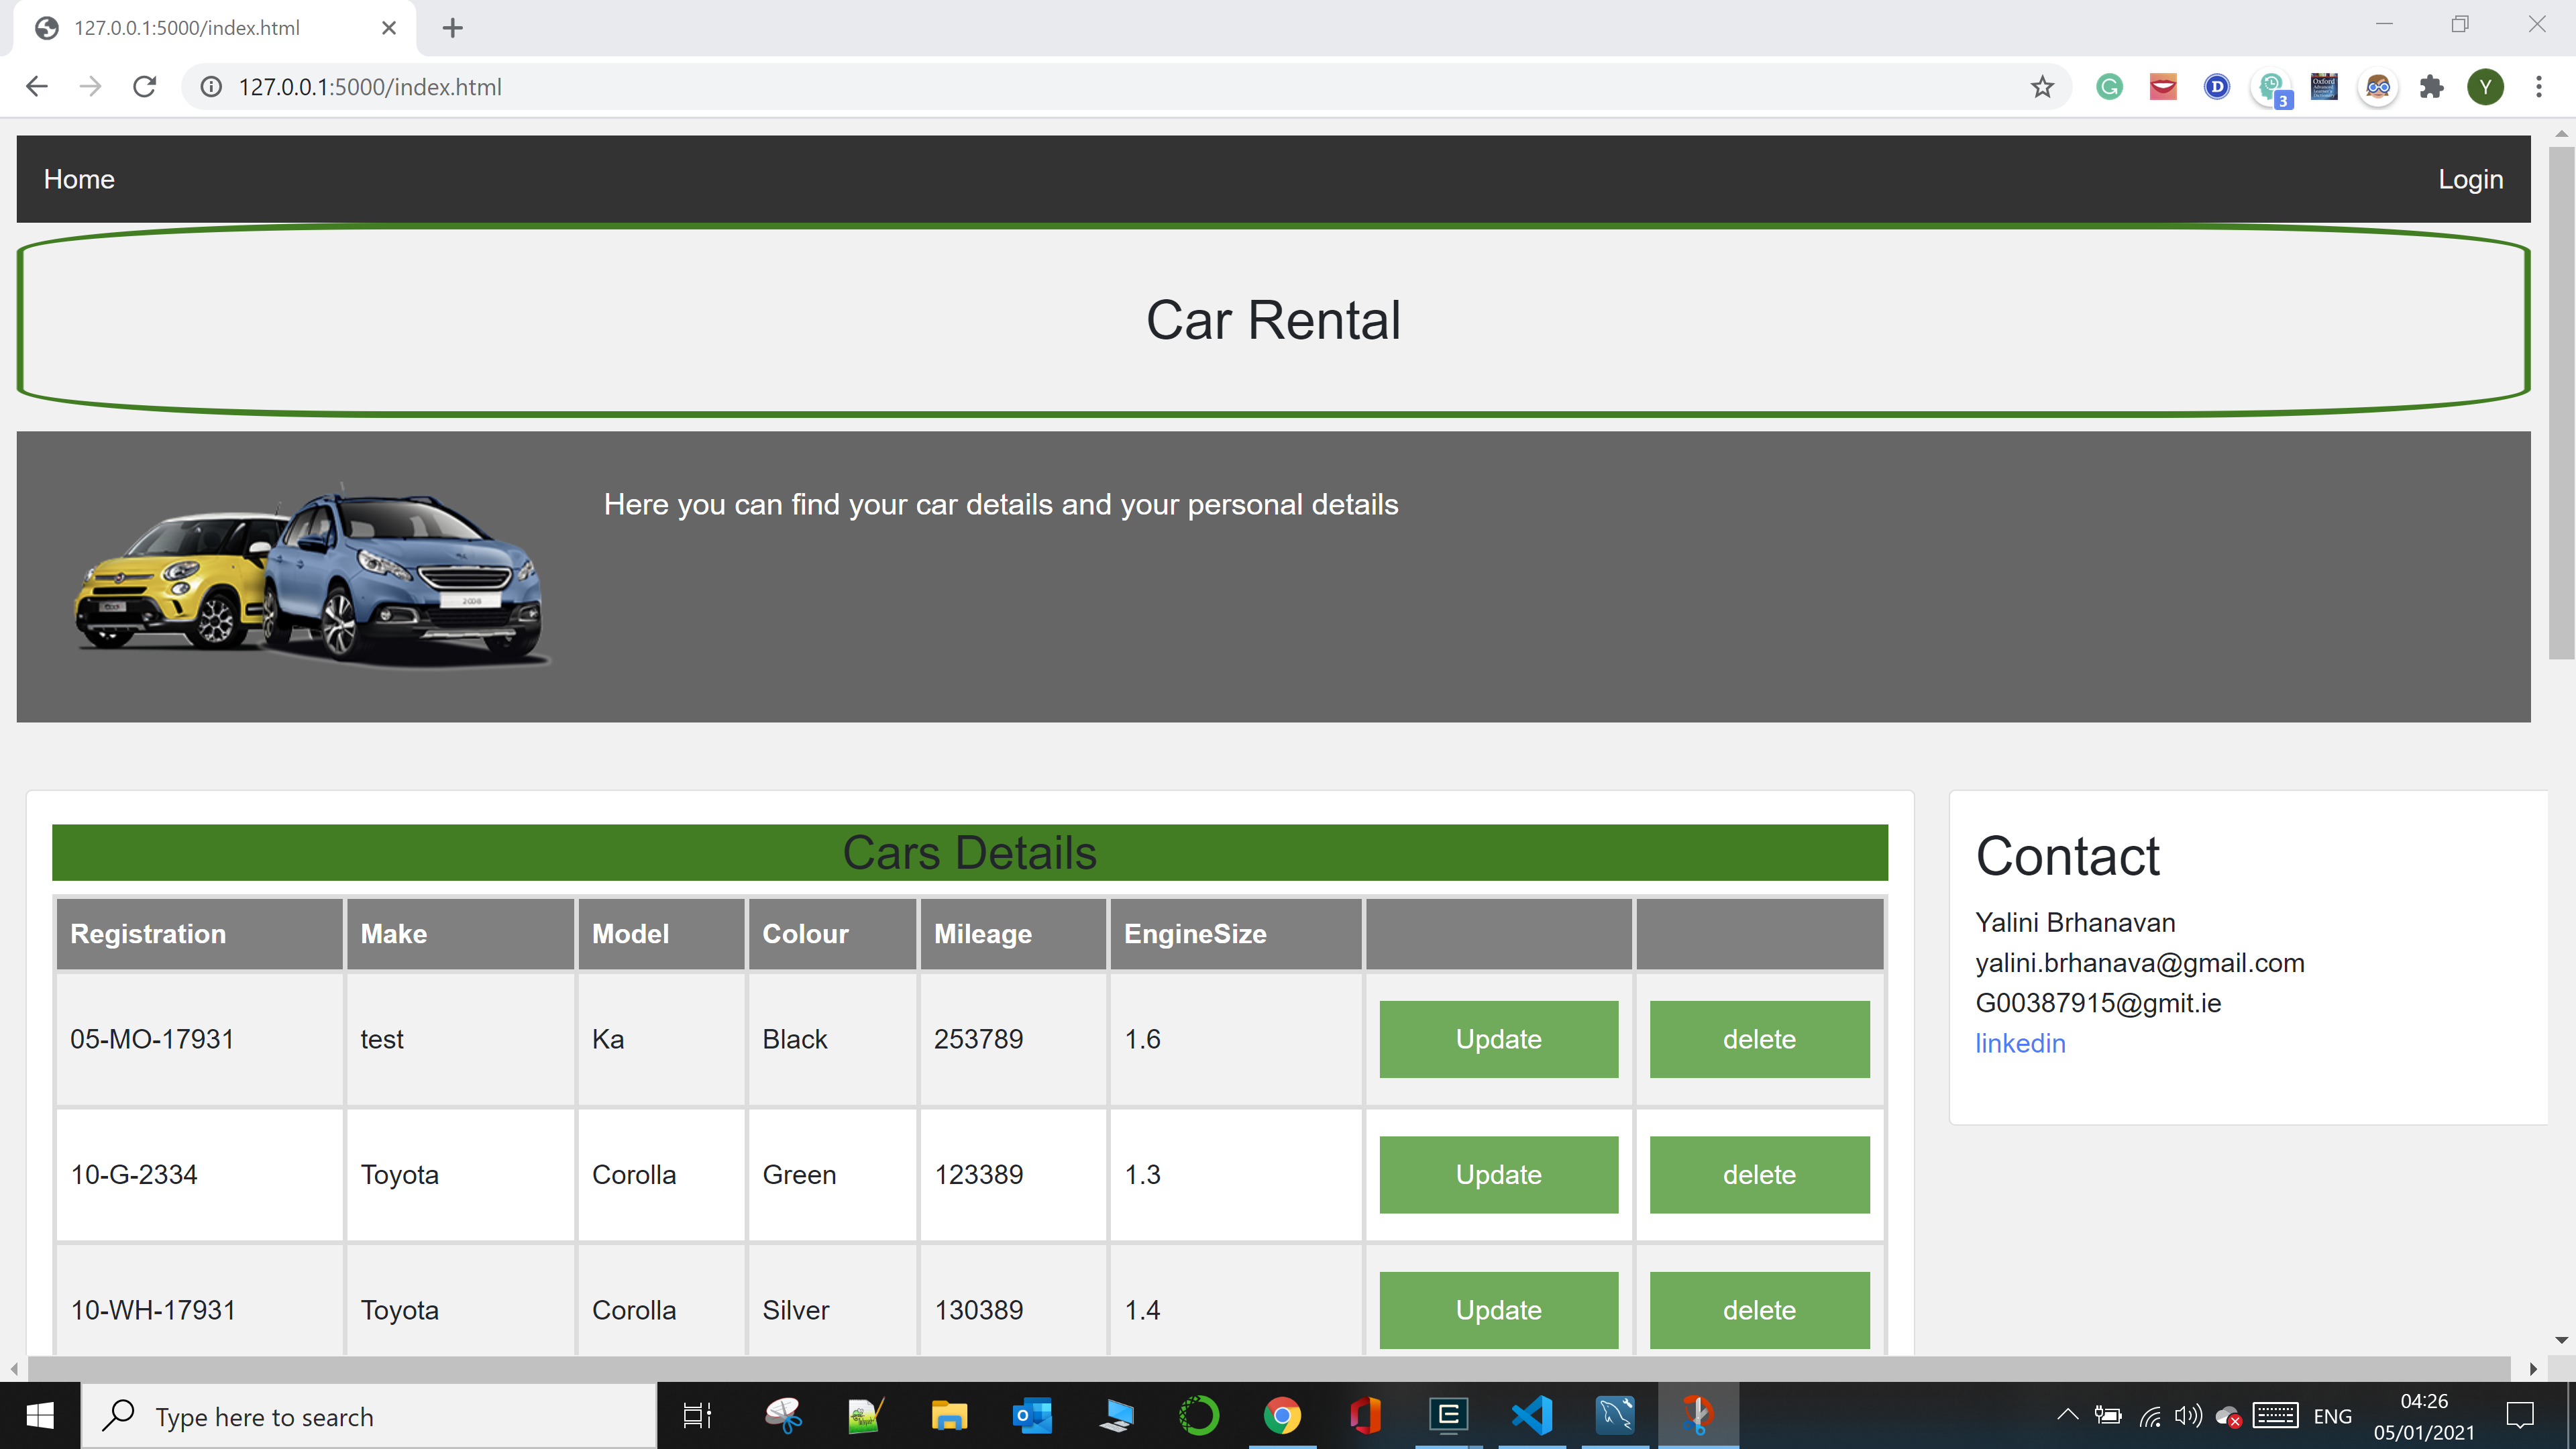 127.0.0.1:5000/index.html
127.0.0.1:5000/index.html
D
3
Y
Home
Login
Car Rental
Here you can find your car details and your personal details
2008
Cars Details
Registration Make Model Colour Mileage EngineSize
05-MO-17931 test Ka Black 253789 1.6 Update delete
10-G-2334 Toyota Corolla Green 123389 1.3 Update delete
10-WH-17931 Toyota Corolla Silver 130389 1.4 Update delete
Contact
Yalini Brhanavan
yalini.brhanava@gmail.com
G00387915@gmit.ie
linkedin
Type here to search
ENG
04:26
05/01/2021